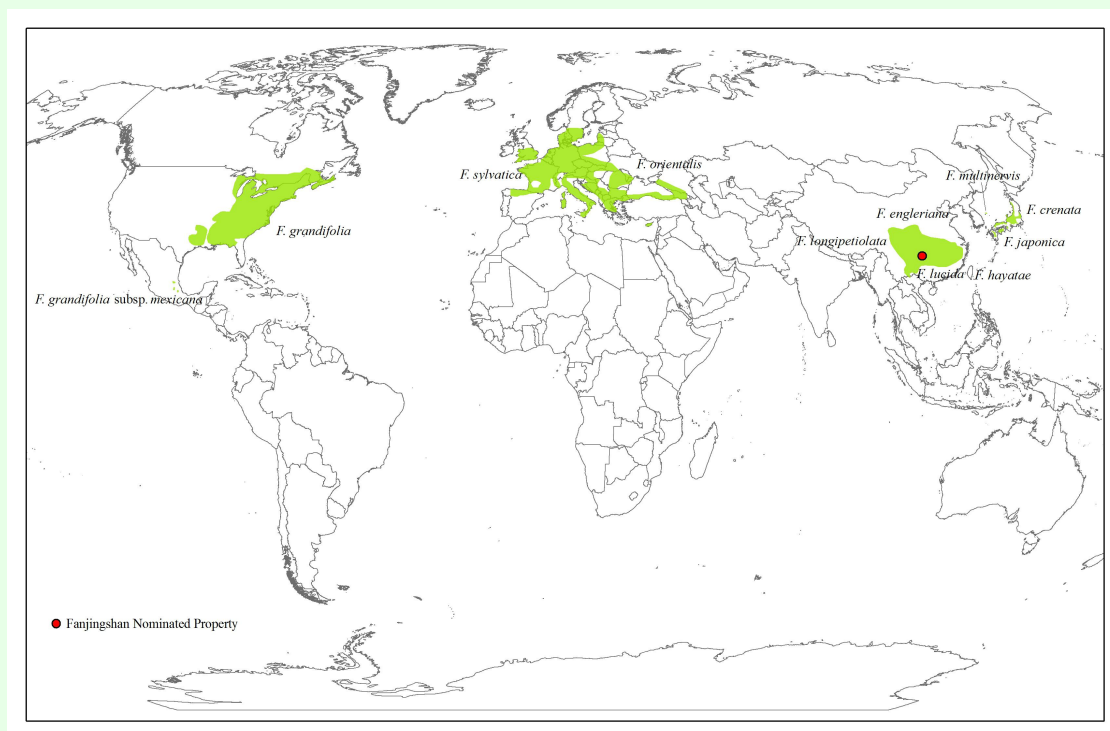 F. orientalis
F. sylvatica
F. multinervis
F. engleriana
F. crenata
F. grandifolia
F. longipetiolata
F. japonica
F. lucida
F. hayatae
F. grandifolia subsp. mexicana
Fanjingshan Nominated Property